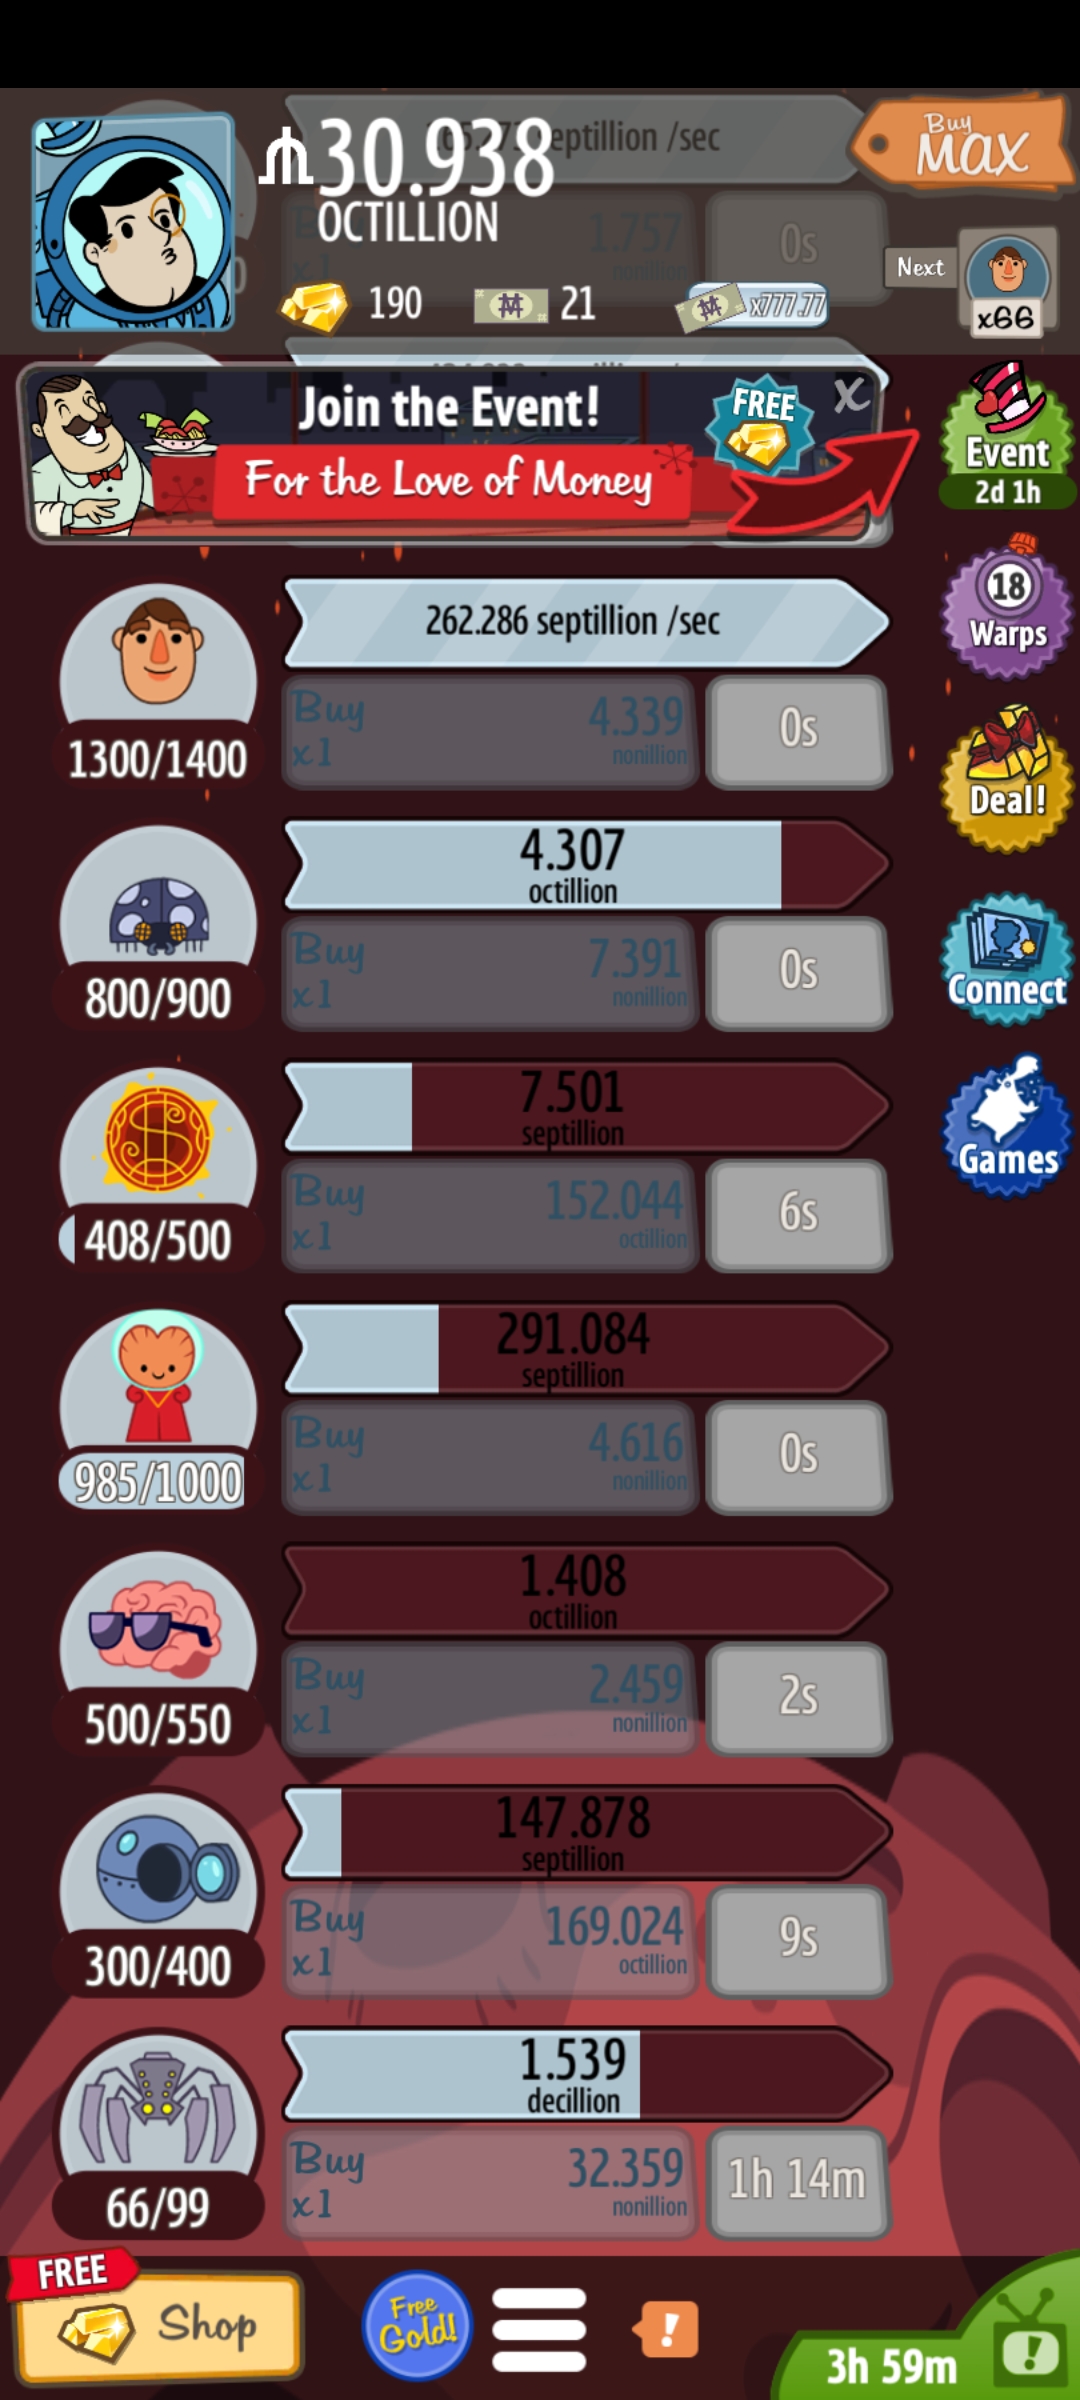 septillion /sec
30.938
OCTILLION
Buy
MAX
1.757
nonillion
0s
190
21
x777.77
Next
x66
Join the Event!
FREE
X
For the Love of Money
Event
2d 1h
262.286 septillion /sec
18
Warps
Buy
x1
4.339
nonillion
0s
1300/1400
Deal!
4.307
octillion
Buy
x1
7.391
nonillion
0s
800/900
Connect
7.501
septillion
Buy
x1
152.044
octillion
6s
408/500
Games
291.084
septillion
Buy
x1
4.616
nonillion
0s
985/1000
1.408
octillion
Buy
x1
2.459
nonillion
2s
500/550
147.878
septillion
Buy
x1
169.024
octillion
9s
300/400
1.539
decillion
Buy
x1
32.359
nonillion
1h 14m
66/99
FREE
Shop
Free
Gold!
!
3h 59m
!